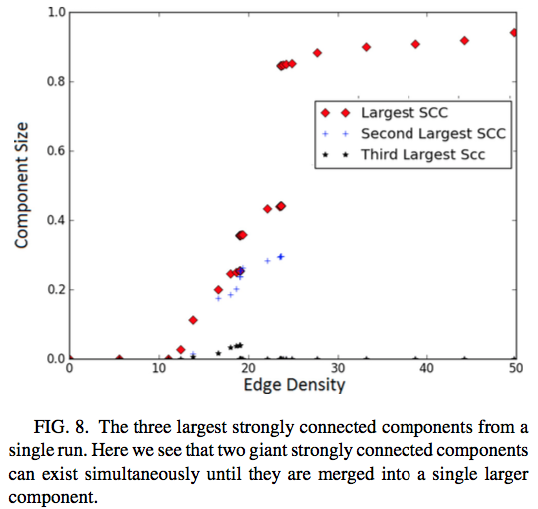 1.0
0.8
0.6
0.4
0.2
0.0
Component Size
Largest SCC
Second Largest SCC
Third Largest Scc
0 10 20 30 40 50
Edge Density
FIG. 8. The three largest strongly connected components from a
single run. Here we see that two giant strongly connected components
can exist simultaneously until they are merged into a single larger
component.